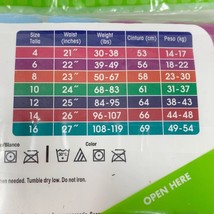 Size Waist Weight Cintura Peso
Talla (inches) (lbs) (cm) (kg)
4 21" 30-38 53 14-17
6 22" 39-49 56 18-22
8 23" 50-67 58 23-30
10 24" 68-83 61 31-37
12 25" 84-95 64 38-43
14 26" 96-107 66 44-48
16 27" 108-119 69 49-54
Color
when needed. Tumble dry low. Do not iron.
OPEN HERE